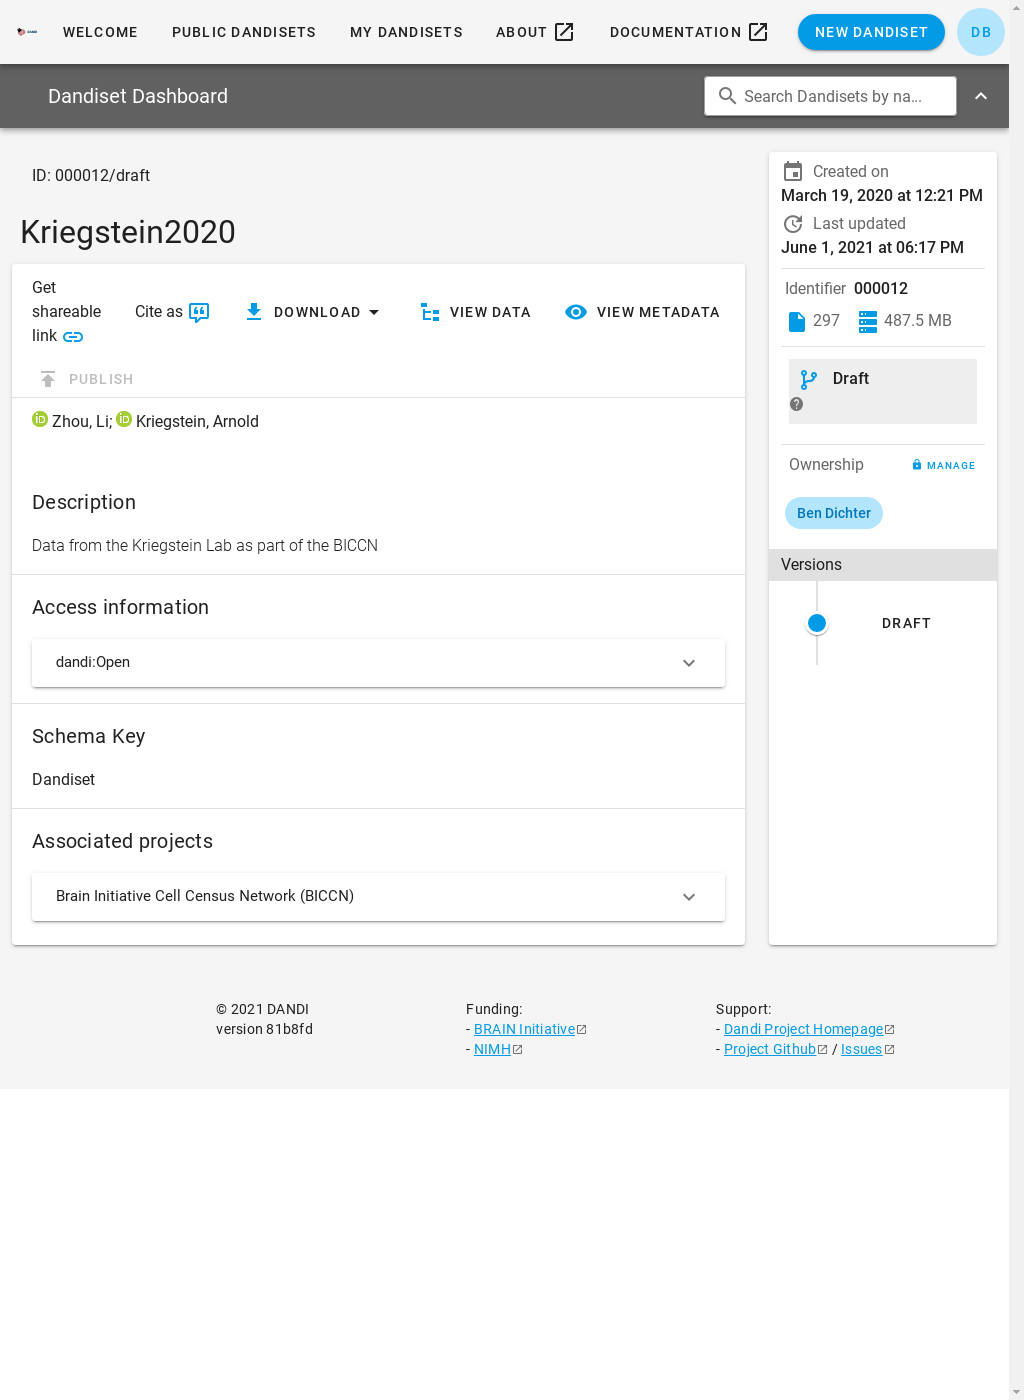 WELCOME PUBLIC DANDISETS MY DANDISETS ABOUT DOCUMENTATION NEW DANDISET DB
Dandiset Dashboard Search Dandisets by na...
ID: 000012/draft
Kriegstein2020
Get shareable link
Cite as
DOWNLOAD
VIEW DATA
VIEW METADATA
PUBLISH
iD Zhou, Li; iD Kriegstein, Arnold
Description
Data from the Kriegstein Lab as part of the BICCN
Access information
dandi:Open
Schema Key
Dandiset
Associated projects
Brain Initiative Cell Census Network (BICCN)
Created on
March 19, 2020 at 12:21 PM
Last updated
June 1, 2021 at 06:17 PM
Identifier 000012
297 487.5 MB
Draft
Ownership MANAGE
Ben Dichter
Versions
DRAFT
© 2021 DANDI
version 81b8fd
Funding:
- BRAIN Initiative
- NIMH
Support:
- Dandi Project Homepage
- Project Github / Issues